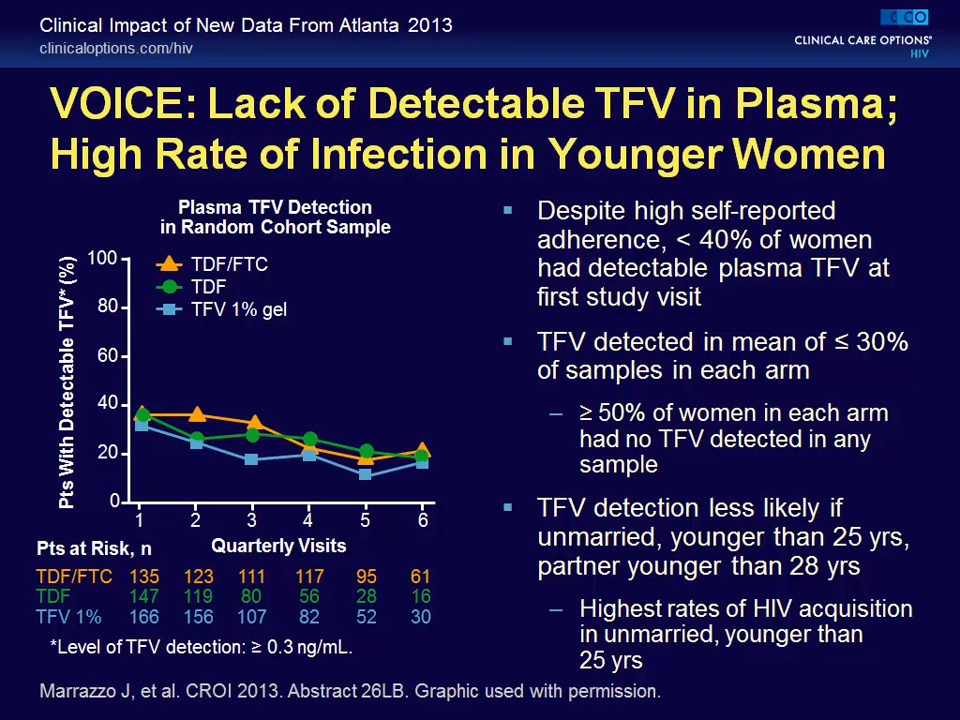 Clinical Impact of New Data From Atlanta 2013
clinicaloptions.com/hiv
CCO
CLINICAL CARE OPTIONS®
HIV
VOICE: Lack of Detectable TFV in Plasma;
High Rate of Infection in Younger Women
Plasma TFV Detection
in Random Cohort Sample
Pts With Detectable TFV* (%)
100
80
60
40
20
0
TDF/FTC
TDF
TFV 1% gel
1 2 3 4 5 6
Pts at Risk, n Quarterly Visits
TDF/FTC 135 123 111 117 95 61
TDF 147 119 80 56 28 16
TFV 1% 166 156 107 82 52 30
*Level of TFV detection: ≥ 0.3 ng/mL.
▪ Despite high self-reported
adherence, < 40% of women
had detectable plasma TFV at
first study visit
▪ TFV detected in mean of ≤ 30%
of samples in each arm
– ≥ 50% of women in each arm
had no TFV detected in any
sample
▪ TFV detection less likely if
unmarried, younger than 25 yrs,
partner younger than 28 yrs
– Highest rates of HIV acquisition
in unmarried, younger than
25 yrs
Marrazzo J, et al. CROI 2013. Abstract 26LB. Graphic used with permission.